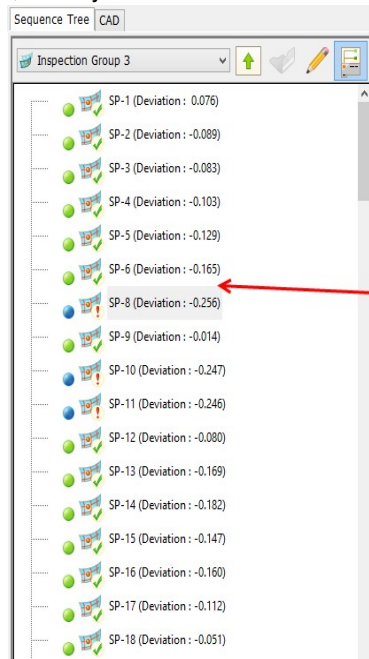 Sequence Tree CAD
Inspection Group 3
SP-1 (Deviation : 0.076)
SP-2 (Deviation : -0.089)
SP-3 (Deviation : -0.083)
SP-4 (Deviation : -0.103)
SP-5 (Deviation : -0.129)
SP-6 (Deviation : -0.165)
SP-8 (Deviation : -0.256)
SP-9 (Deviation : -0.014)
SP-10 (Deviation : -0.247)
SP-11 (Deviation : -0.246)
SP-12 (Deviation : -0.080)
SP-13 (Deviation : -0.169)
SP-14 (Deviation : -0.182)
SP-15 (Deviation : -0.147)
SP-16 (Deviation : -0.160)
SP-17 (Deviation : -0.112)
SP-18 (Deviation : -0.051)